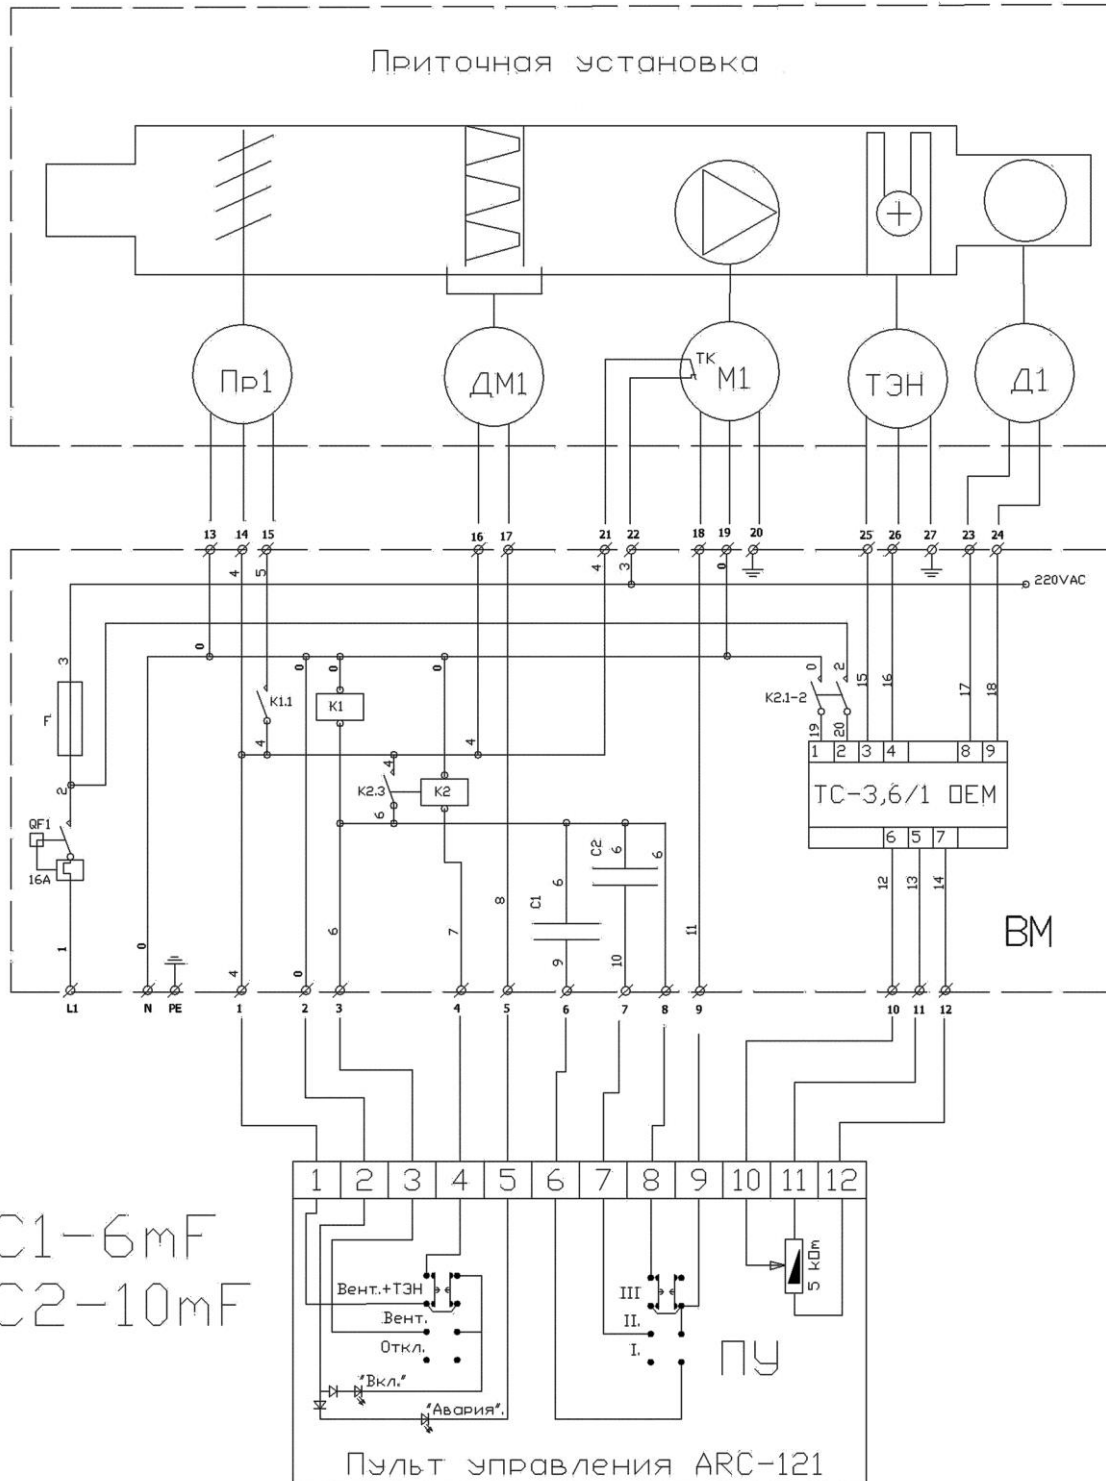 Приточная установка
Пр1 ДМ1 ТК М1 ТЭН Д1
13 14 15 16 17 21 22 18 19 20 25 26 27 23 24
4 5 4 3 0
220VAC
3 0 0 0 0 0 2 15 16 17 18
F K1.1 K1 K2.1-2
4 4 4 19 20
1 2 3 4 8 9
K2.3 K2 ТС-3,6/1 OEM
2 6
QF1 C2 6 6 6 5 7
16A
C1 6 8 12 13 14
1 0 4 0 6 7 9 10 11
ВМ
L1 N PE 1 2 3 4 5 6 7 8 9 10 11 12
1 2 3 4 5 6 7 8 9 10 11 12
C1-6mF
C2-10mF
Вент.+ТЭН III 5 кОм
Вент. II.
Откл. I.
ПУ
"Вкл."
"Авария".
Пульт управления ARC-121